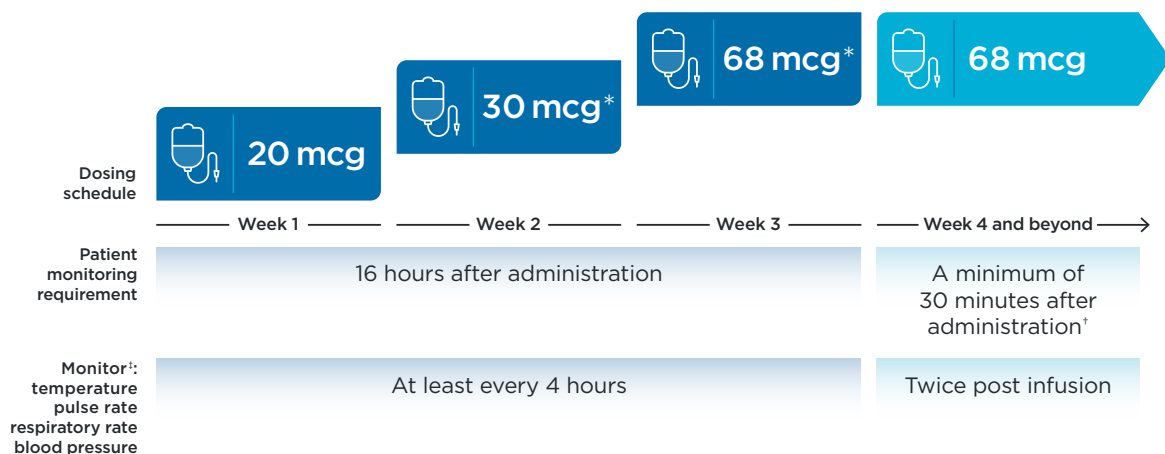 20 mcg
30 mcg*
68 mcg*
68 mcg
Dosing
schedule
Week 1
Week 2
Week 3
Week 4 and beyond
Patient
monitoring
requirement
16 hours after administration
A minimum of
30 minutes after
administration†
Monitor‡:
temperature
pulse rate
respiratory rate
blood pressure
At least every 4 hours
Twice post infusion